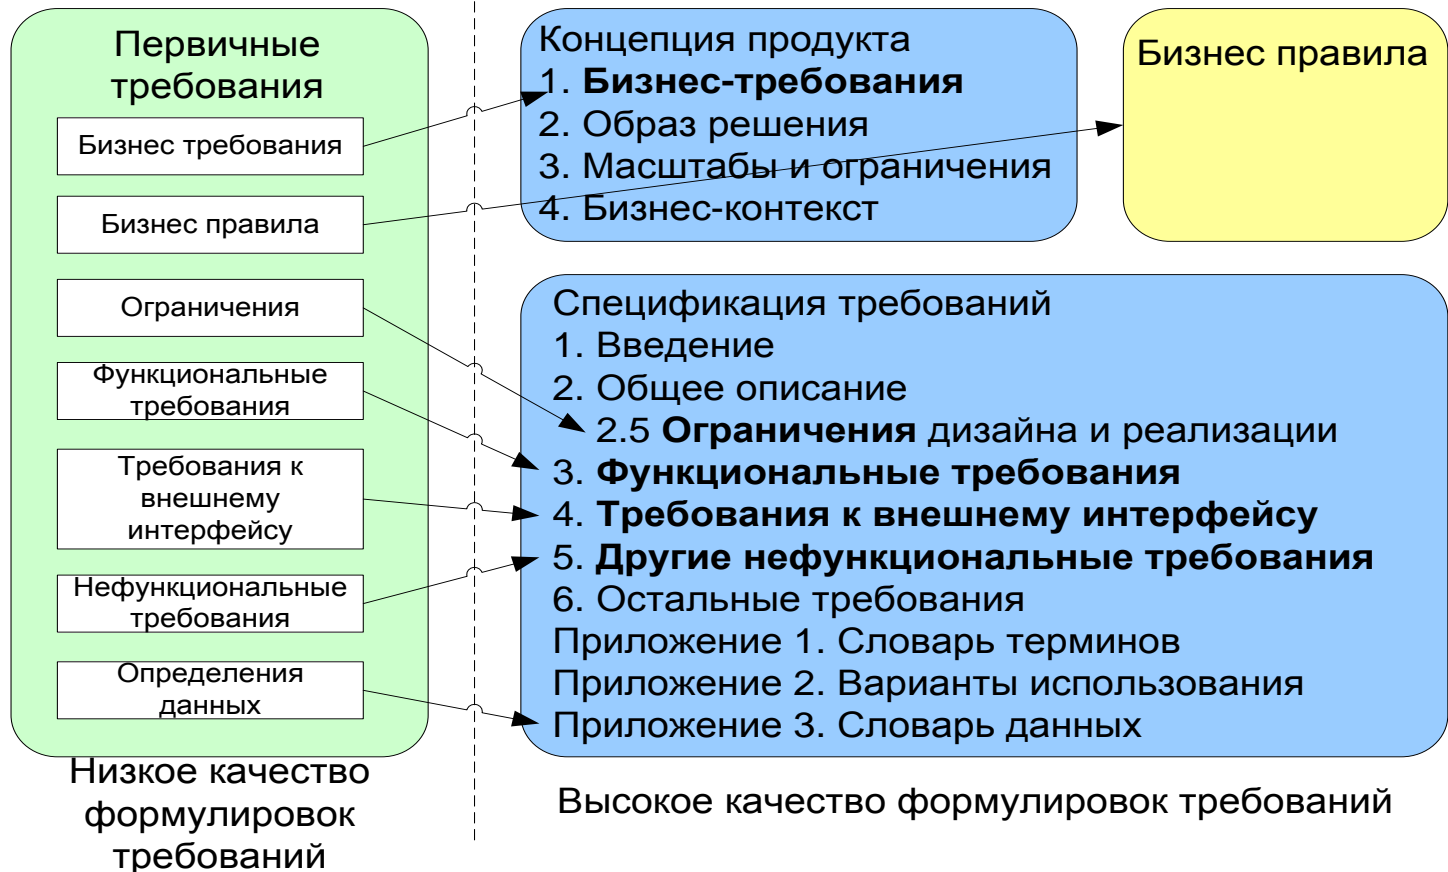 Первичные
требования
Бизнес требования
Бизнес правила
Ограничения
Функциональные
требования
Требования к
внешнему
интерфейсу
Нефункциональные
требования
Определения
данных
Низкое качество
формулировок
требований
Концепция продукта
1. Бизнес-требования
2. Образ решения
3. Масштабы и ограничения
4. Бизнес-контекст
Бизнес правила
Спецификация требований
1. Введение
2. Общее описание
2.5 Ограничения дизайна и реализации
3. Функциональные требования
4. Требования к внешнему интерфейсу
5. Другие нефункциональные требования
6. Остальные требования
Приложение 1. Словарь терминов
Приложение 2. Варианты использования
Приложение 3. Словарь данных
Высокое качество формулировок требований